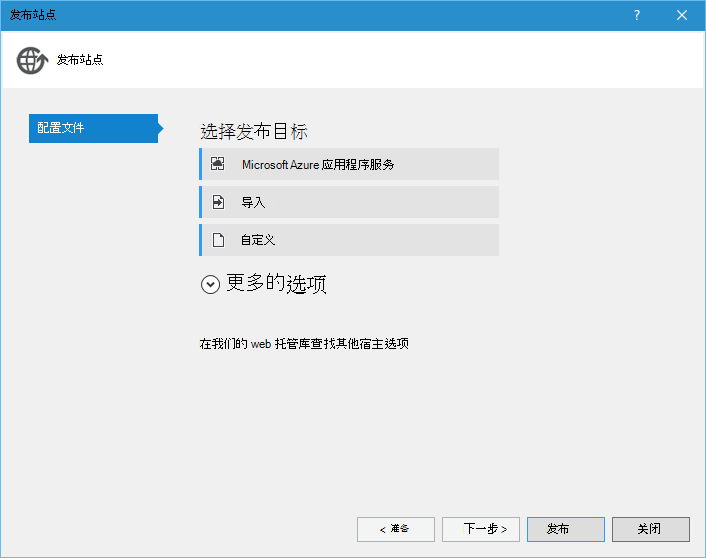 发布站点
?
发布站点
配置文件
选择发布目标
Microsoft Azure 应用程序服务
导入
自定义
更多的选项
在我们的 web 托管库查找其他宿主选项
< 准备
下一步 >
发布
关闭